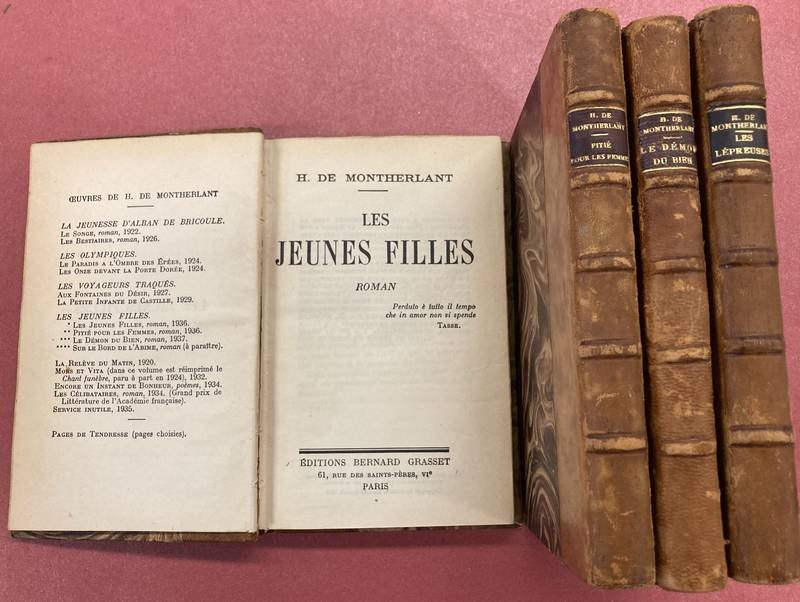 ŒUVRES DE H. DE MONTHERLANT
LA JEUNESSE D'ALBAN DE BRICOULE.
LE SONGE, roman, 1922.
LES BESTIAIRES, roman, 1926.
LES OLYMPIQUES.
LE PARADIS A L'OMBRE DES ÉPÉES, 1924.
LES ONZE DEVANT LA PORTE DORÉE, 1924.
LES VOYAGEURS TRAQUÉS.
AUX FONTAINES DU DÉSIR, 1927.
LA PETITE INFANTE DE CASTILLE, 1929.
LES JEUNES FILLES.
* LES JEUNES FILLES, roman, 1936.
** PITIÉ POUR LES FEMMES, roman, 1936.
*** LE DÉMON DU BIEN, roman, 1937.
**** SUR LE BORD DE L'ABIME, roman (à paraître).
LA RELÈVE DU MATIN, 1920.
MORS ET VITA (dans ce volume est réimprimé le
Chant funèbre, paru à part en 1924), 1932.
ENCORE UN INSTANT DE BONHEUR, poèmes, 1934.
LES CÉLIBATAIRES, roman, 1934. (Grand prix de
Littérature de l'Académie française).
SERVICE INUTILE, 1935.
PAGES DE TENDRESSE (pages choisies).
H. DE MONTHERLANT
LES
JEUNES FILLES
ROMAN
Perduto è tutto il tempo
che in amor non si spende
TASSE.
ÉDITIONS BERNARD GRASSET
61, RUE DES SAINTS-PÈRES, VIe
PARIS
H. DE
MONTHERLANT
PITIÉ
POUR LES FEMMES
H. DE
MONTHERLANT
LE DÉMON
DU BIEN
H. DE
MONTHERLANT
LES
LÉPREUSES